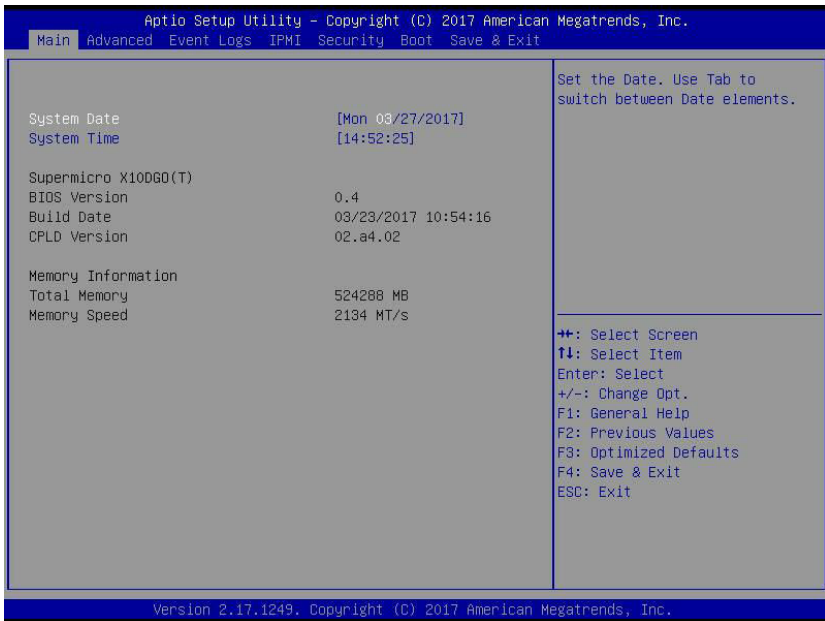 Aptio Setup Utility – Copyright (C) 2017 American Megatrends, Inc.
Main Advanced Event Logs IPMI Security Boot Save & Exit
Set the Date. Use Tab to
switch between Date elements.
System Date [Mon 03/27/2017]
System Time [14:52:25]
Supermicro X10DGO(T)
BIOS Version 0.4
Build Date 03/23/2017 10:54:16
CPLD Version 02.a4.02
Memory Information
Total Memory 524288 MB
Memory Speed 2134 MT/s
→←: Select Screen
↑↓: Select Item
Enter: Select
+/-: Change Opt.
F1: General Help
F2: Previous Values
F3: Optimized Defaults
F4: Save & Exit
ESC: Exit
Version 2.17.1249. Copyright (C) 2017 American Megatrends, Inc.